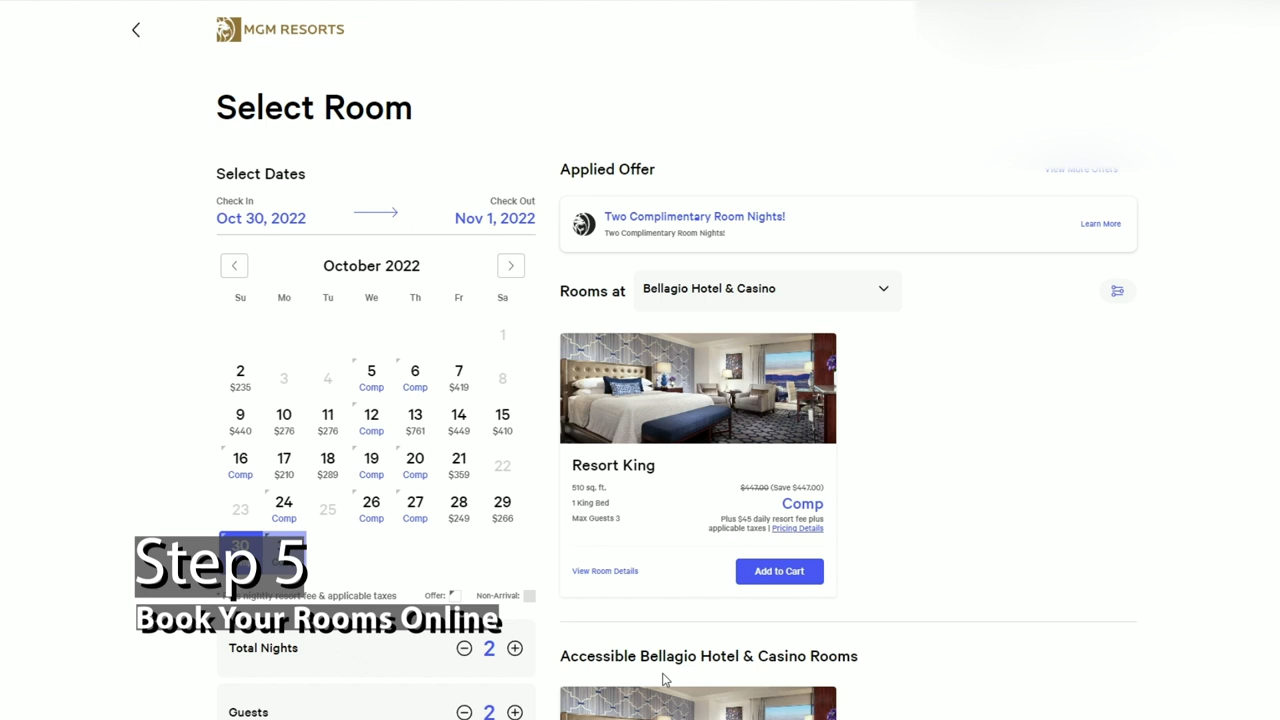 MGM RESORTS
Select Room
Select Dates
Check In
Check Out
Oct 30, 2022
Nov 1, 2022
October 2022
Su Mo Tu We Th Fr Sa
1
2 3 4 5 6 7 8
$235 Comp Comp $419
9 10 11 12 13 14 15
$440 $276 $276 Comp $761 $449 $410
16 17 18 19 20 21 22
Comp $210 $289 Comp Comp $359
23 24 25 26 27 28 29
Comp Comp Comp $249 $266
30
Step 5
nightly resort fee & applicable taxes
Offer:
Non-Arrival:
Book Your Rooms Online
Total Nights
2
Guests
2
Applied Offer
View More Offers
Two Complimentary Room Nights!
Two Complimentary Room Nights!
Learn More
Rooms at
Bellagio Hotel & Casino
Resort King
510 sq. ft.
1 King Bed
Max Guests 3
$447.00 (Save $447.00)
Comp
Plus $45 daily resort fee plus
applicable taxes | Pricing Details
View Room Details
Add to Cart
Accessible Bellagio Hotel & Casino Rooms